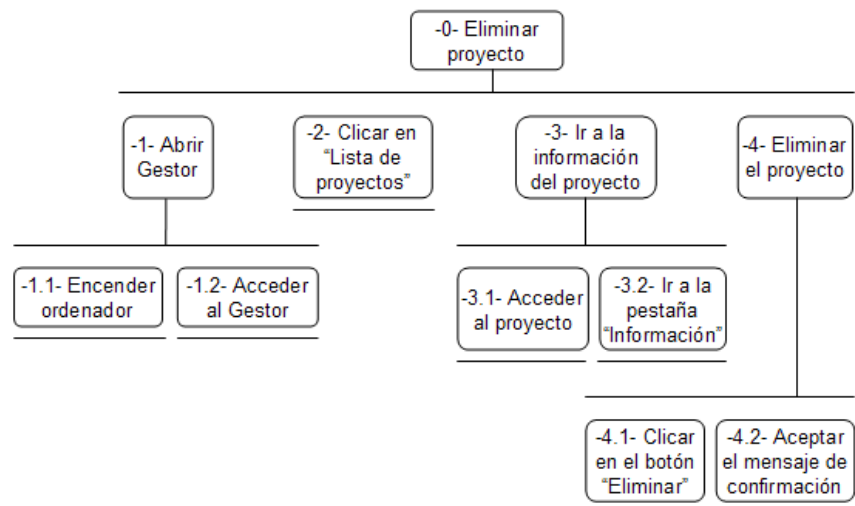 -0- Eliminar
proyecto
-1- Abrir
Gestor
-2- Clicar en
“Lista de
proyectos”
-3- Ir a la
información
del proyecto
-4- Eliminar
el proyecto
-1.1- Encender
ordenador
-1.2- Acceder
al Gestor
-3.1- Acceder
al proyecto
-3.2- Ir a la
pestaña
“Información”
-4.1- Clicar
en el botón
“Eliminar”
-4.2- Aceptar
el mensaje de
confirmación